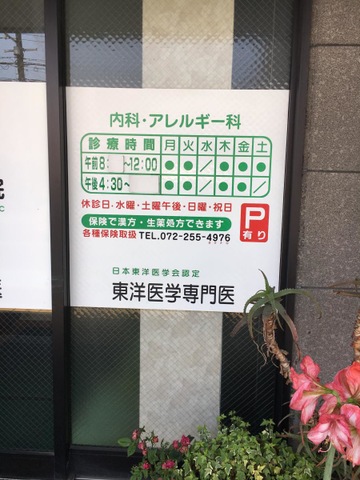 内科・アレルギー科
診療時間 月 火 水 木 金 土
午前8: ~12:00 ● ● ／ ● ● ●
午後4:30~ ● ● ／ ● ● ／
休診日・水曜・土曜午後・日曜・祝日
保険で漢方・生薬処方できます
各種保険取扱 TEL.072-255-4976
P
有り
日本東洋医学会認定
東洋医学専門医